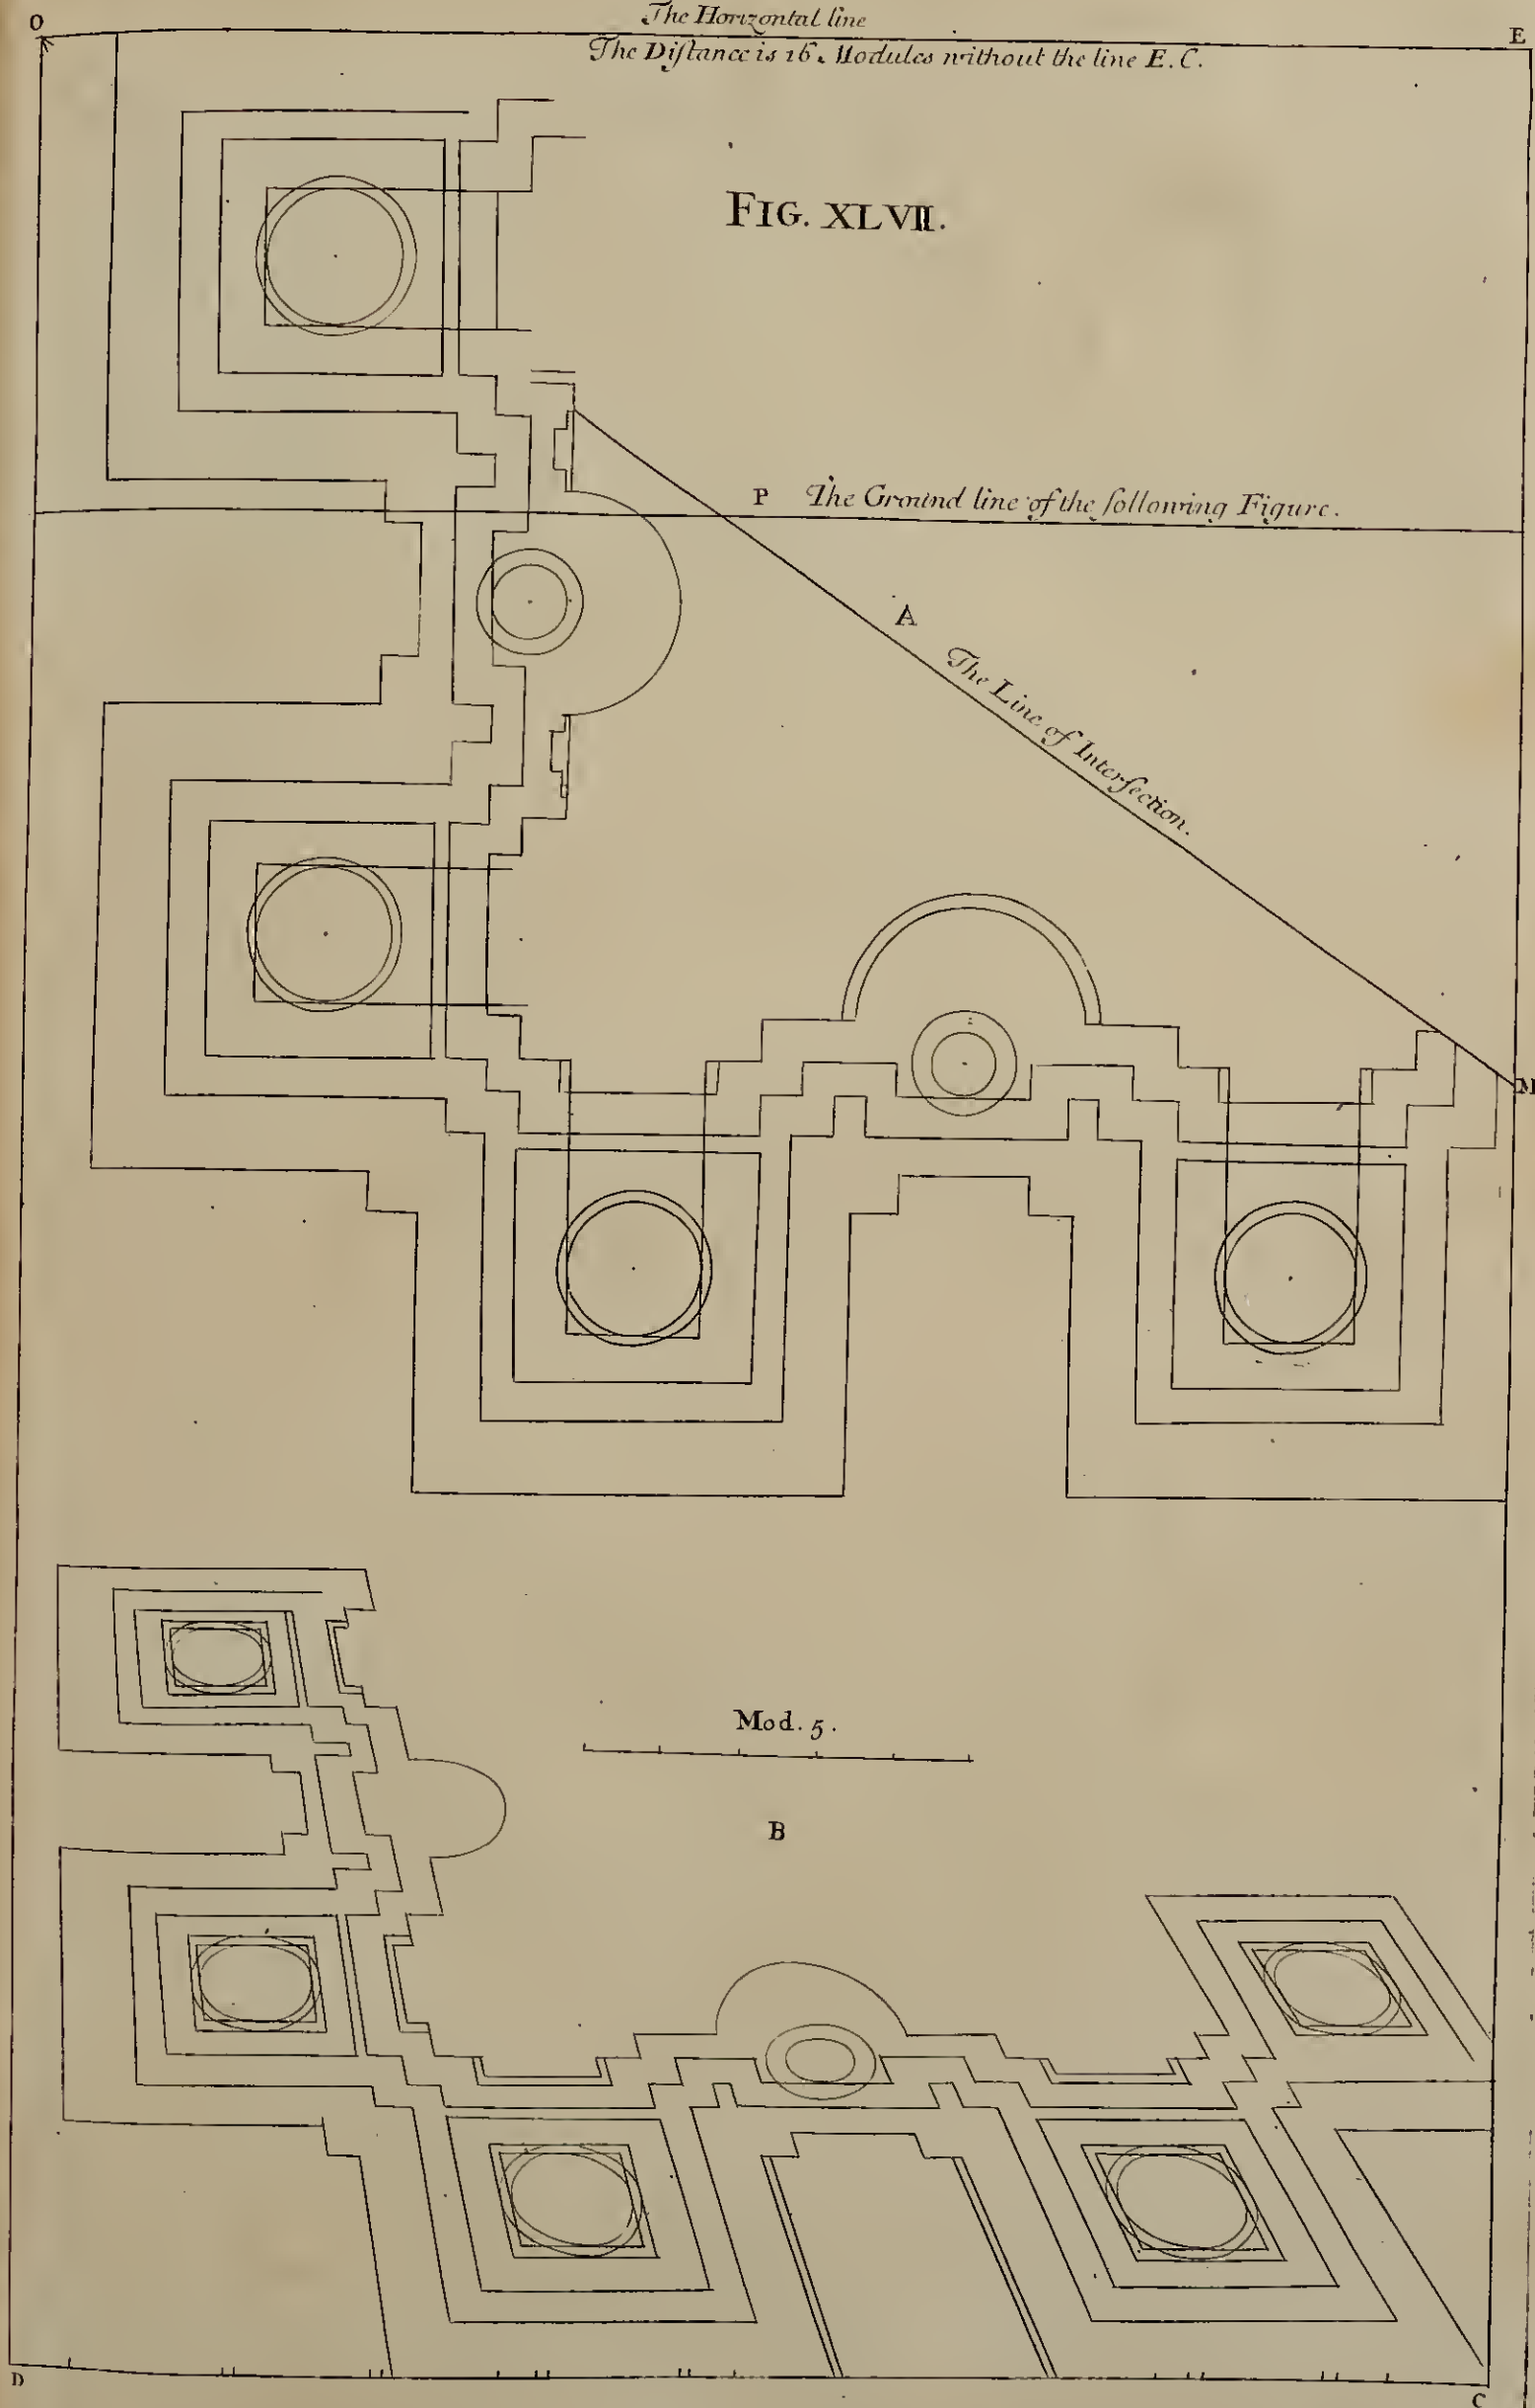 O
The Horizontal line
E
The Diſtance is 16. Modules without the line E. C.
FIG. XLVII.
P The Ground line of the following Figure.
A
The Line of Interſection.
M
Mod. 5.
B
D
C